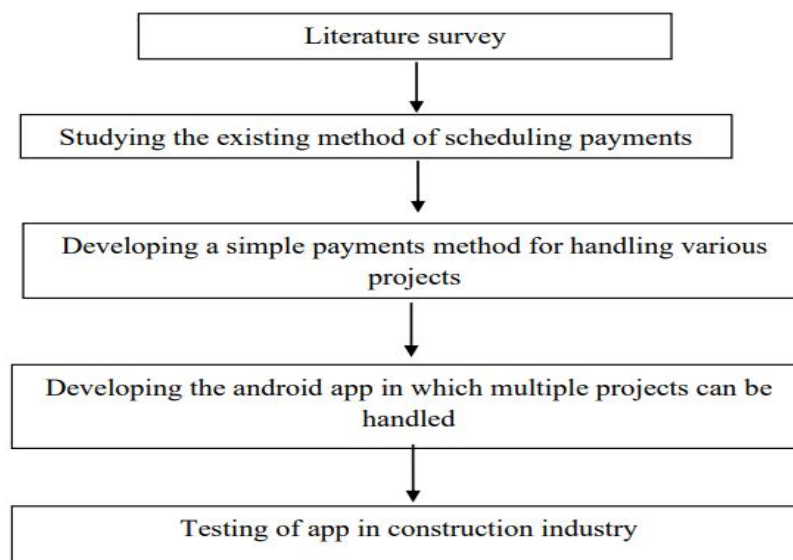 Literature survey
Studying the existing method of scheduling payments
Developing a simple payments method for handling various
projects
Developing the android app in which multiple projects can be
handled
Testing of app in construction industry